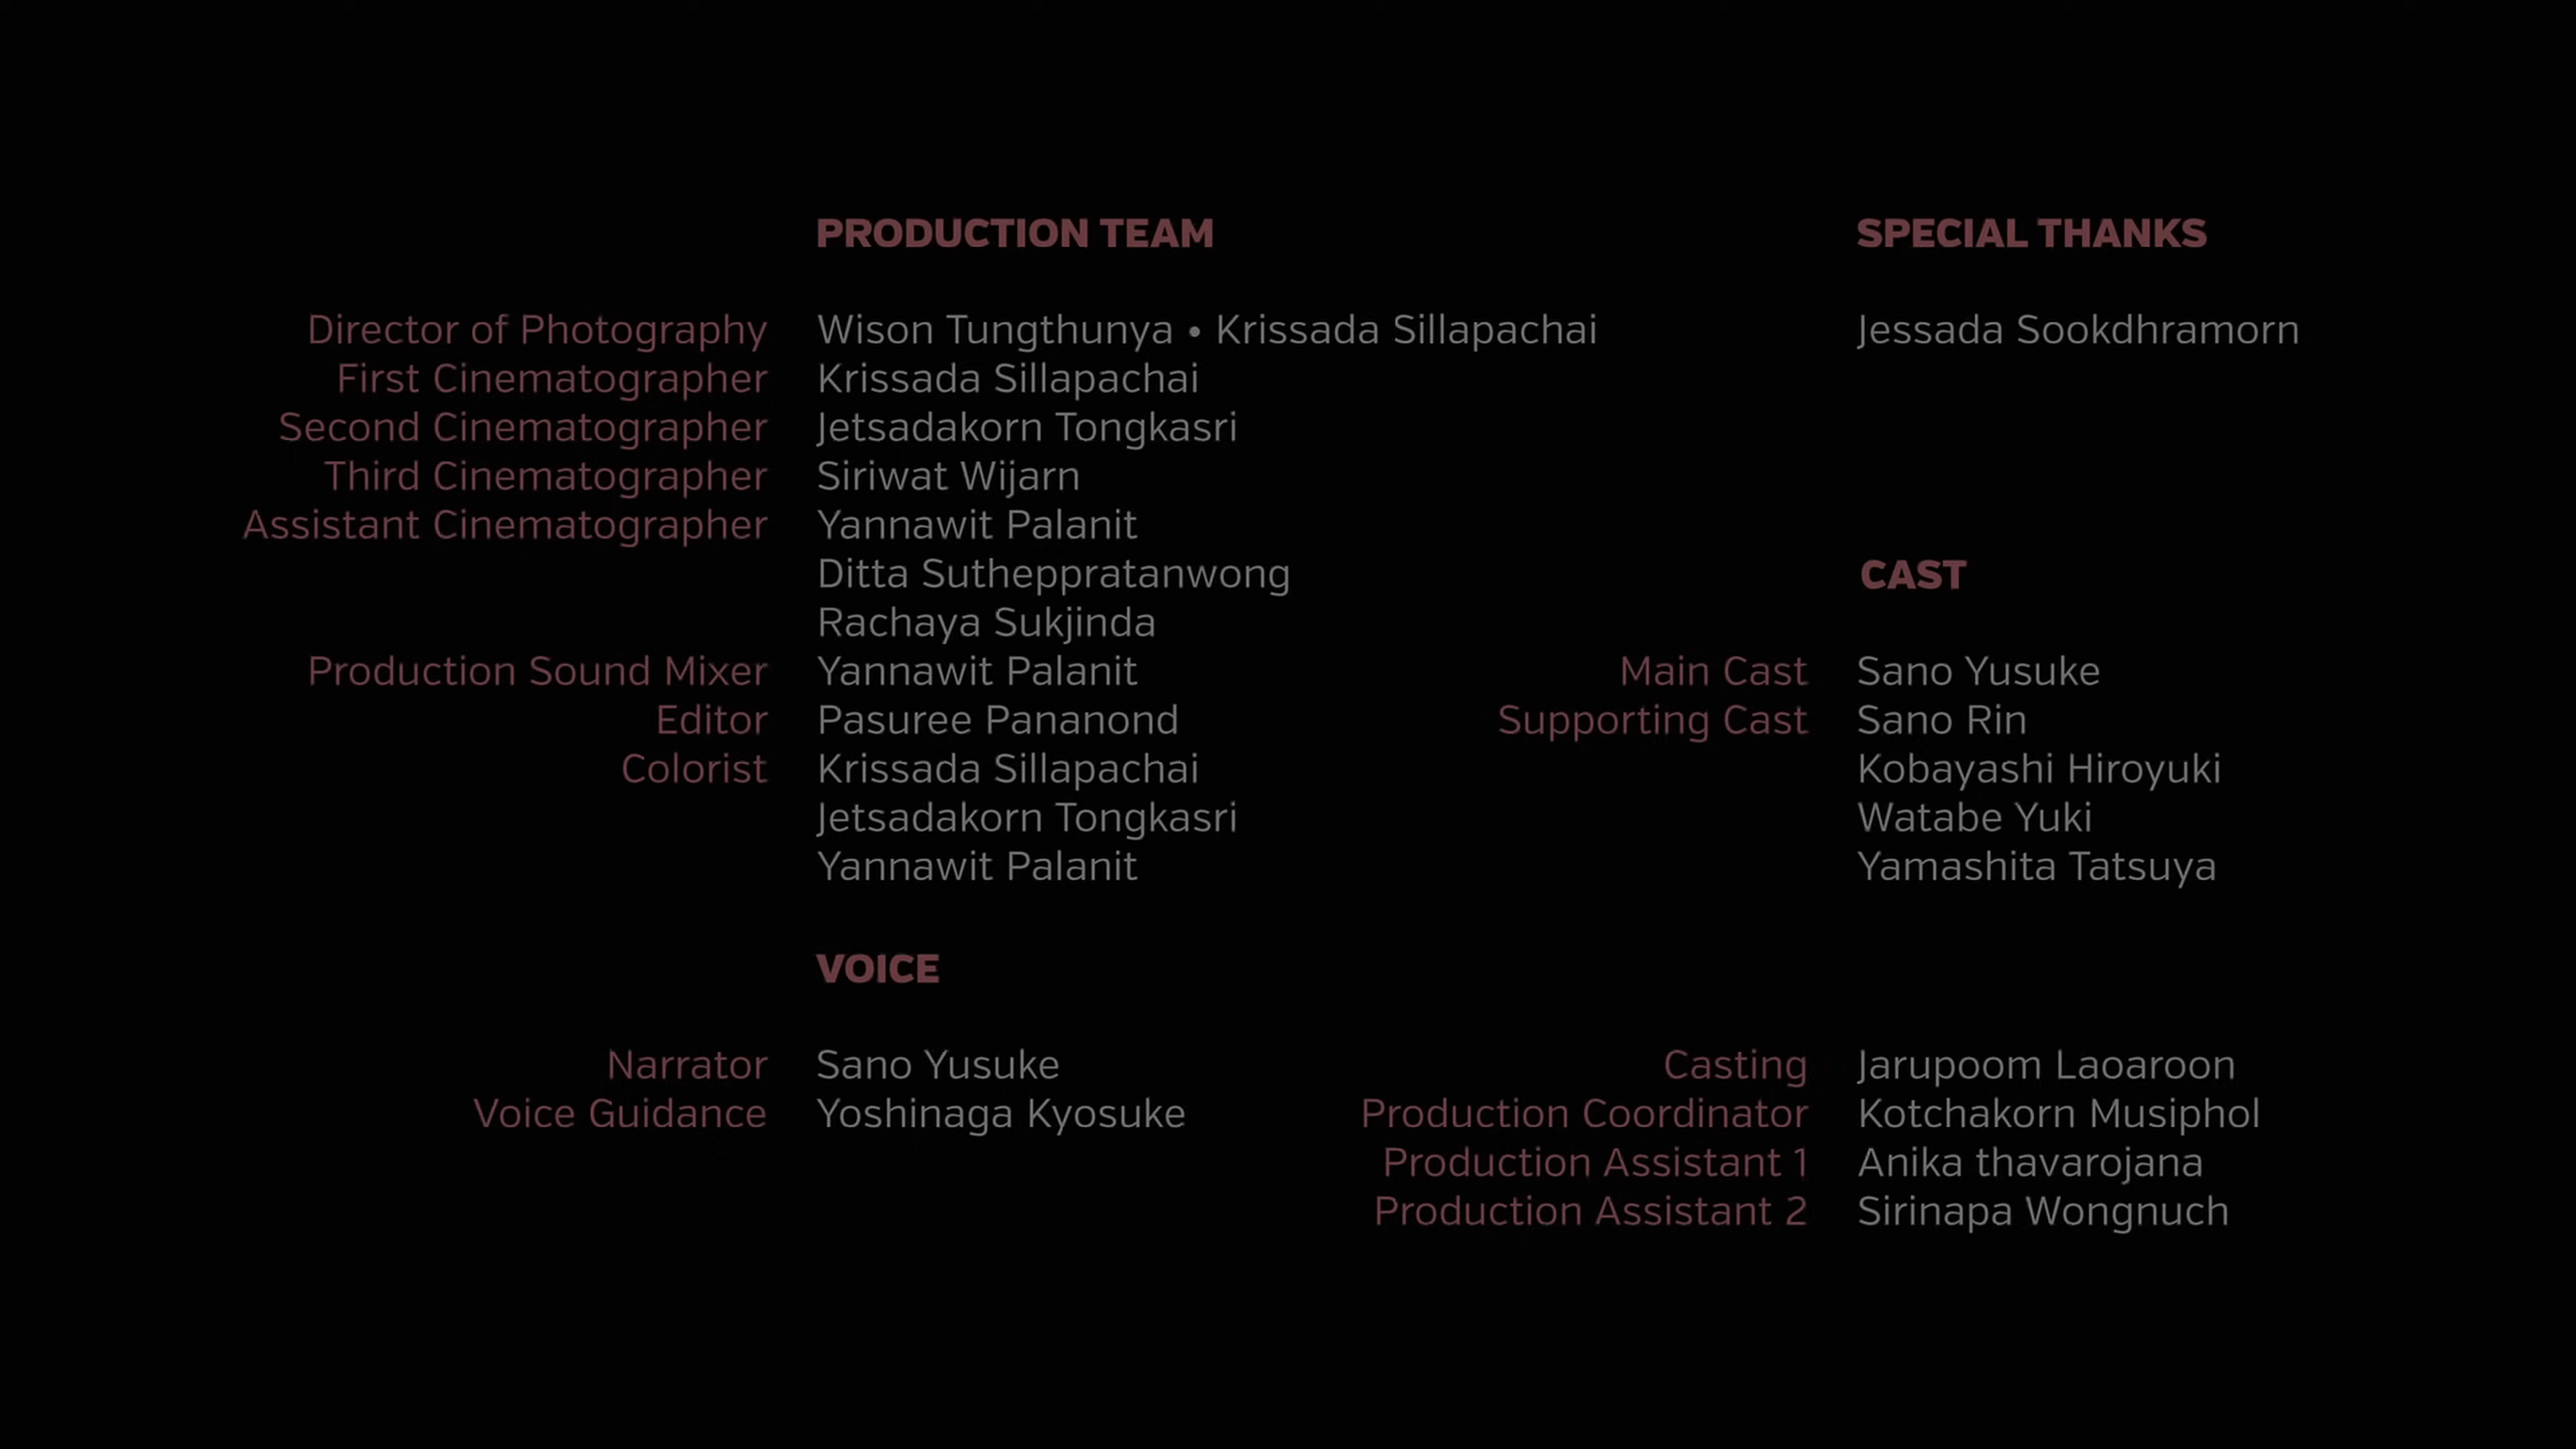 PRODUCTION TEAM
Director of Photography Wison Tungthunya • Krissada Sillapachai
First Cinematographer Krissada Sillapachai
Second Cinematographer Jetsadakorn Tongkasri
Third Cinematographer Siriwat Wijarn
Assistant Cinematographer Yannawit Palanit
Ditta Sutheppratanwong
Rachaya Sukjinda
Production Sound Mixer Yannawit Palanit
Editor Pasuree Pananond
Colorist Krissada Sillapachai
Jetsadakorn Tongkasri
Yannawit Palanit
VOICE
Narrator Sano Yusuke
Voice Guidance Yoshinaga Kyosuke
SPECIAL THANKS
Jessada Sookdhramorn
CAST
Main Cast Sano Yusuke
Supporting Cast Sano Rin
Kobayashi Hiroyuki
Watabe Yuki
Yamashita Tatsuya
Casting Jarupoom Laoaroon
Production Coordinator Kotchakorn Musiphol
Production Assistant 1 Anika thavarojana
Production Assistant 2 Sirinapa Wongnuch